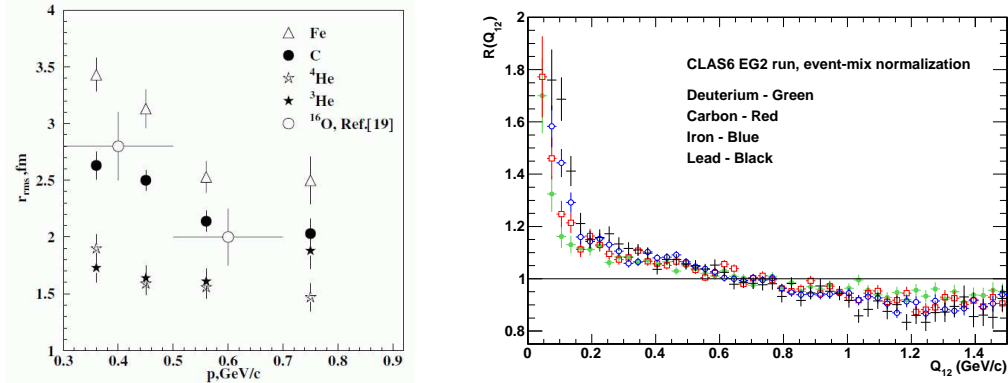 Fe
C
4He
3He
16O, Ref.[19]
4
3.5
3
2.5
2
1.5
1
rrms,fm
0.3 0.4 0.5 0.6 0.7 0.8 0.9
p,GeV/c
R(Q12)
2
1.8
1.6
1.4
1.2
1
0.8
CLAS6 EG2 run, event-mix normalization
Deuterium - Green
Carbon - Red
Iron - Blue
Lead - Black
0 0.2 0.4 0.6 0.8 1 1.2 1.4
Q12 (GeV/c)